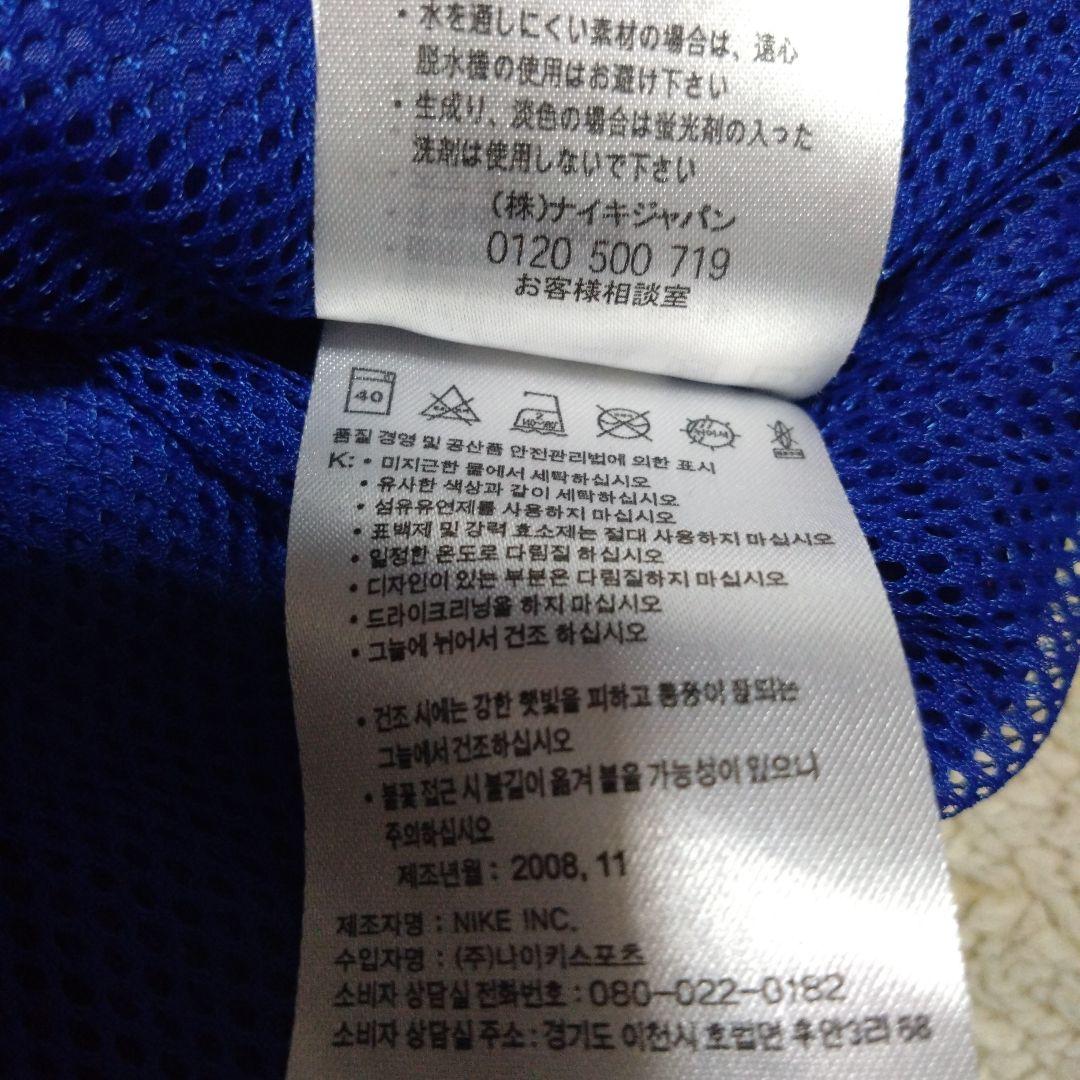 ・水を通しにくい素材の場合は、遠心
脱水機の使用はお避け下さい
・生成り、淡色の場合は蛍光剤の入った
洗剤は使用しないで下さい
(株)ナイキジャパン
0120 500 719
お客様相談室
40
품질 경영 및 공산품 안전관리법에 의한 표시
K: • 미지근한 물에서 세탁하십시오
• 유사한 색상과 같이 세탁하십시오
• 섬유유연제를 사용하지 마십시오
• 표백제 및 강력 효소제는 절대 사용하지 마십시오
• 일정한 온도로 다림질 하십시오
• 디자인이 있는 부분은 다림질하지 마십시오
• 드라이크리닝을 하지 마십시오
• 그늘에 뉘어서 건조 하십시오
• 건조 시에는 강한 햇빛을 피하고 통풍이 잘 되는
그늘에서 건조하십시오
• 불꽃 접근 시 불길이 옮겨 붙을 가능성이 있으니
주의하십시오
제조년월 : 2008, 11
제조자명 : NIKE INC.
수입자명 : (주)나이키스포츠
소비자 상담실 전화번호 : 080-022-0182
소비자 상담실 주소 : 경기도 이천시 호법면 후안3리 58